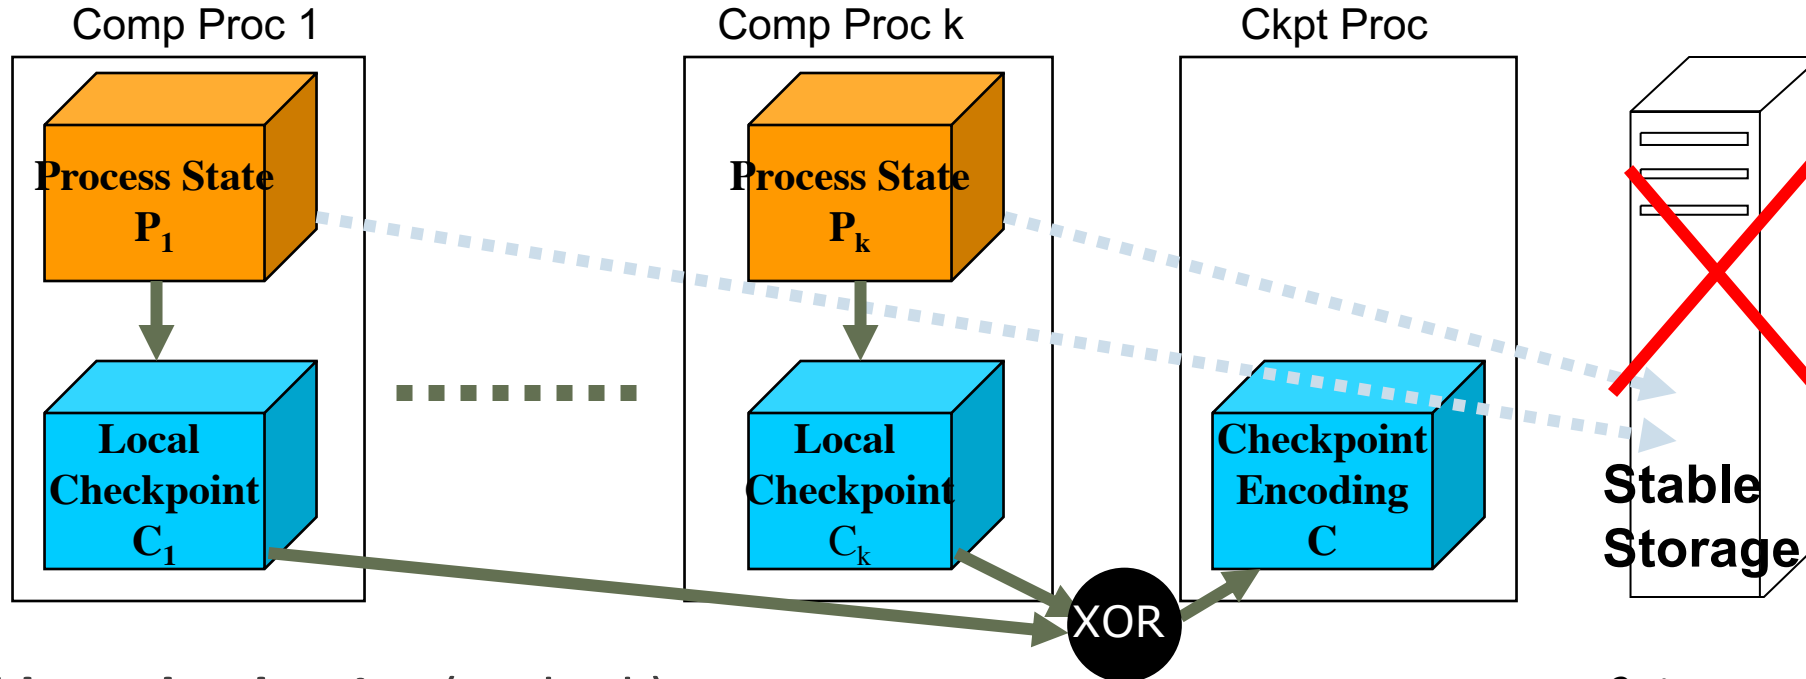 Comp Proc 1
Comp Proc k
Ckpt Proc
Process State
P1
Process State
Pk
Local
Checkpoint
C1
Local
Checkpoint
Ck
Checkpoint
Encoding
C
Stable
Storage
XOR